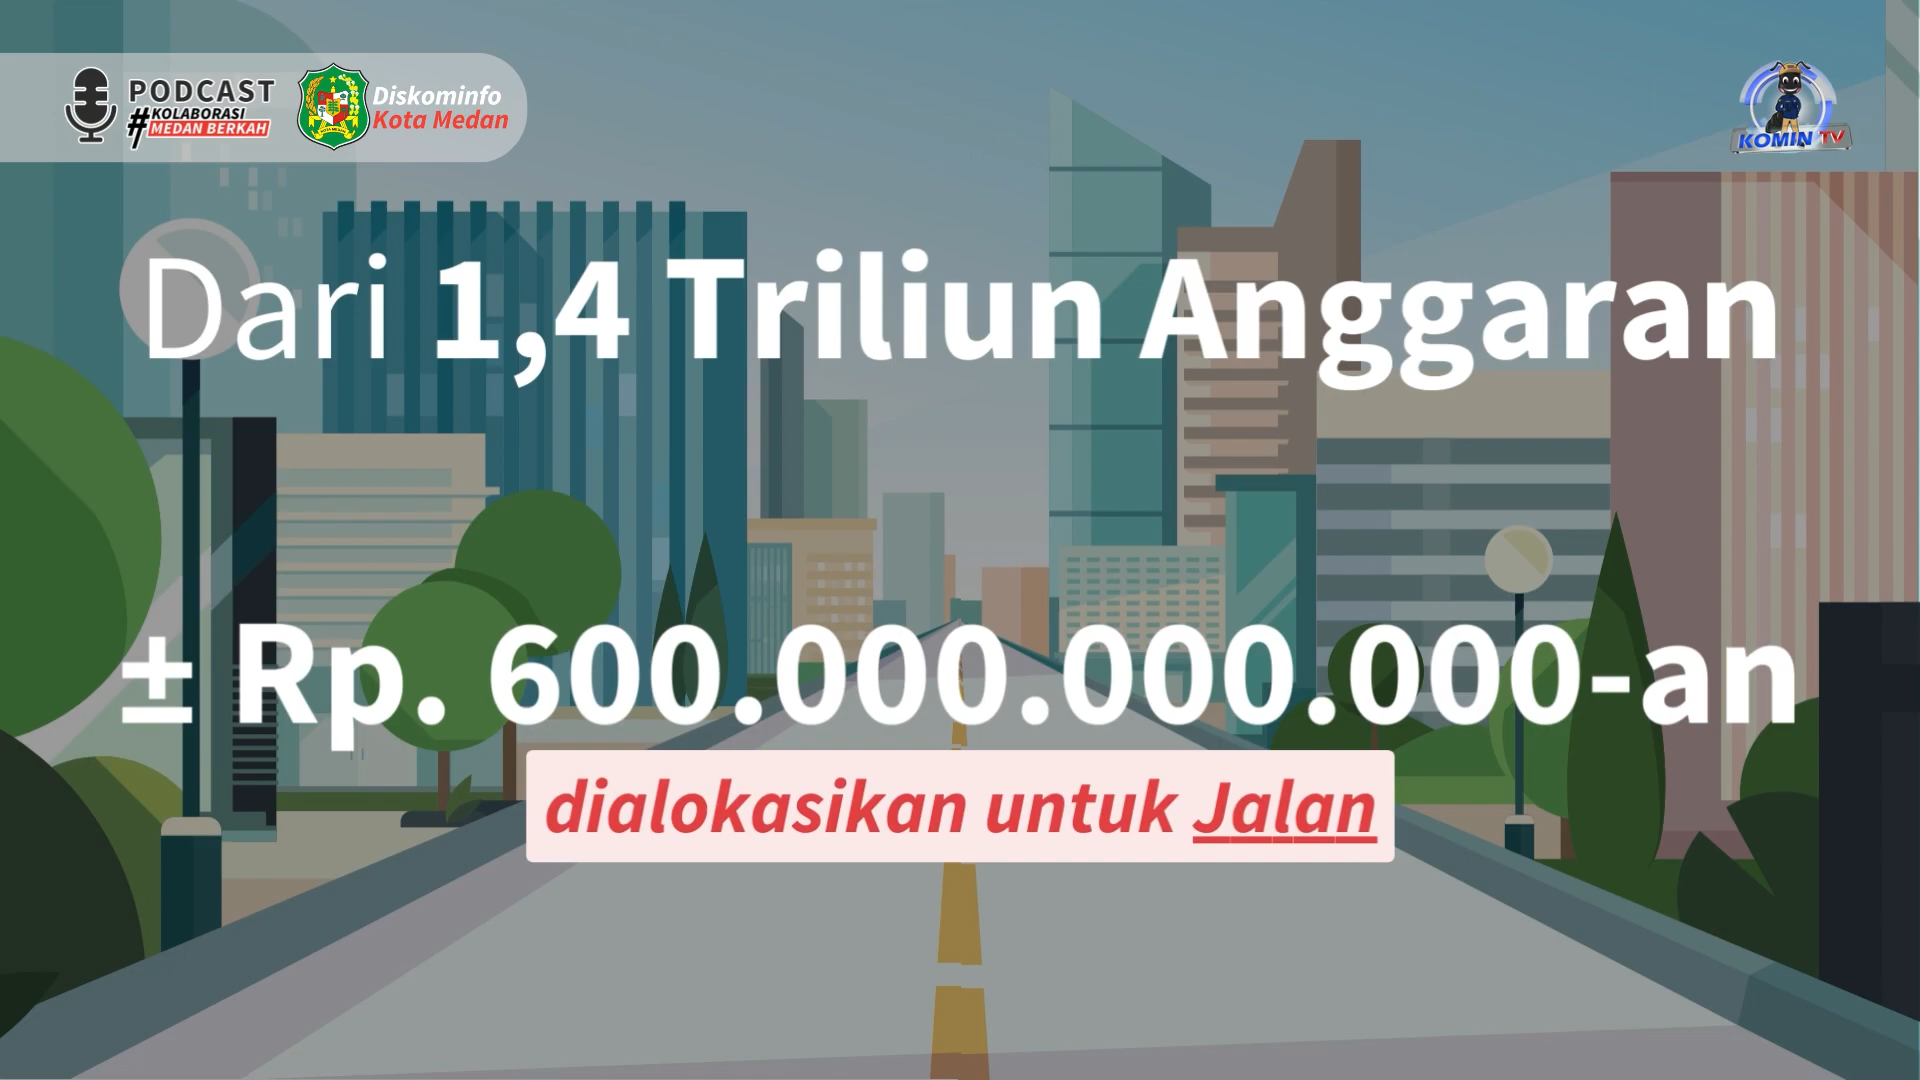 PODCAST
#KOLABORASI
MEDAN BERKAH
Diskominfo
Kota Medan
KOMIN TV
Dari 1,4 Triliun Anggaran
± Rp. 600.000.000.000-an
dialokasikan untuk Jalan